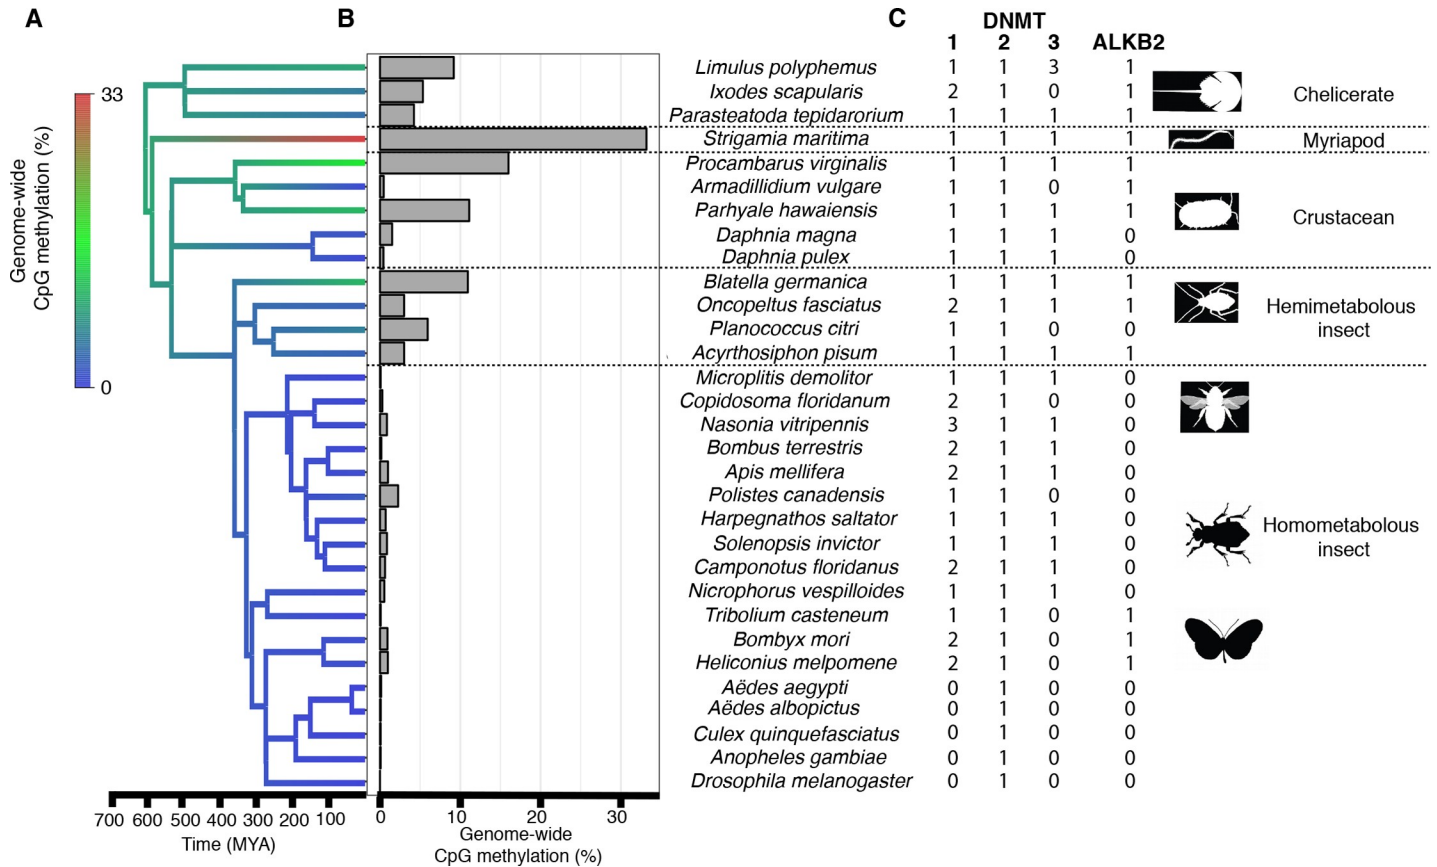 A
B
C
DNMT
1 2 3 ALKB2
Genome-wide
CpG methylation (%)
33
0
Limulus polyphemus 1 1 3 1
Ixodes scapularis 2 1 0 1
Chelicerate
Parasteatoda tepidarorium 1 1 1 1
Strigamia maritima 1 1 1 1
Myriapod
Procambarus virginalis 1 1 1 1
Armadillidium vulgare 1 1 0 1
Parhyale hawaiensis 1 1 1 1
Crustacean
Daphnia magna 1 1 1 0
Daphnia pulex 1 1 1 0
Blatella germanica 1 1 1 1
Oncopeltus fasciatus 2 1 1 1
Hemimetabolous
insect
Planococcus citri 1 1 0 0
Acyrthosiphon pisum 1 1 1 1
Microplitis demolitor 1 1 1 0
Copidosoma floridanum 2 1 0 0
Nasonia vitripennis 3 1 1 0
Bombus terrestris 2 1 1 0
Apis mellifera 2 1 1 0
Polistes canadensis 1 1 0 0
Harpegnathos saltator 1 1 1 0
Homometabolous
insect
Solenopsis invictor 1 1 1 0
Camponotus floridanus 2 1 1 0
Nicrophorus vespilloides 1 1 1 0
Tribolium casteneum 1 1 0 1
Bombyx mori 2 1 0 1
Heliconius melpomene 2 1 0 1
Aëdes aegypti 0 1 0 0
Aëdes albopictus 0 1 0 0
Culex quinquefasciatus 0 1 0 0
Anopheles gambiae 0 1 0 0
Drosophila melanogaster 0 1 0 0
700 600 500 400 300 200 100
Time (MYA)
0 10 20 30
Genome-wide
CpG methylation (%)